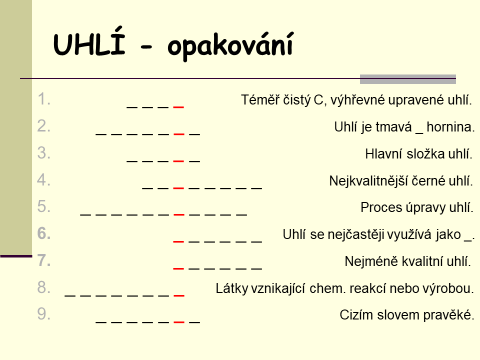 UHLÍ - opakování
1. _ _ _ _ Téměř čistý C, výhřevné upravené uhlí.
2. _ _ _ _ _ _ _ Uhlí je tmavá _ hornina.
3. _ _ _ _ _ Hlavní složka uhlí.
4. _ _ _ _ _ _ _ _ Nejkvalitnější černé uhlí.
5. _ _ _ _ _ _ _ _ _ _ _ Proces úpravy uhlí.
6. _ _ _ _ _ _ Uhlí se nejčastěji využívá jako _.
7. _ _ _ _ _ _ Nejméně kvalitní uhlí.
8. _ _ _ _ _ _ _ _ Látky vznikající chem. reakcí nebo výrobou.
9. _ _ _ _ _ _ _ Cizím slovem pravěké.